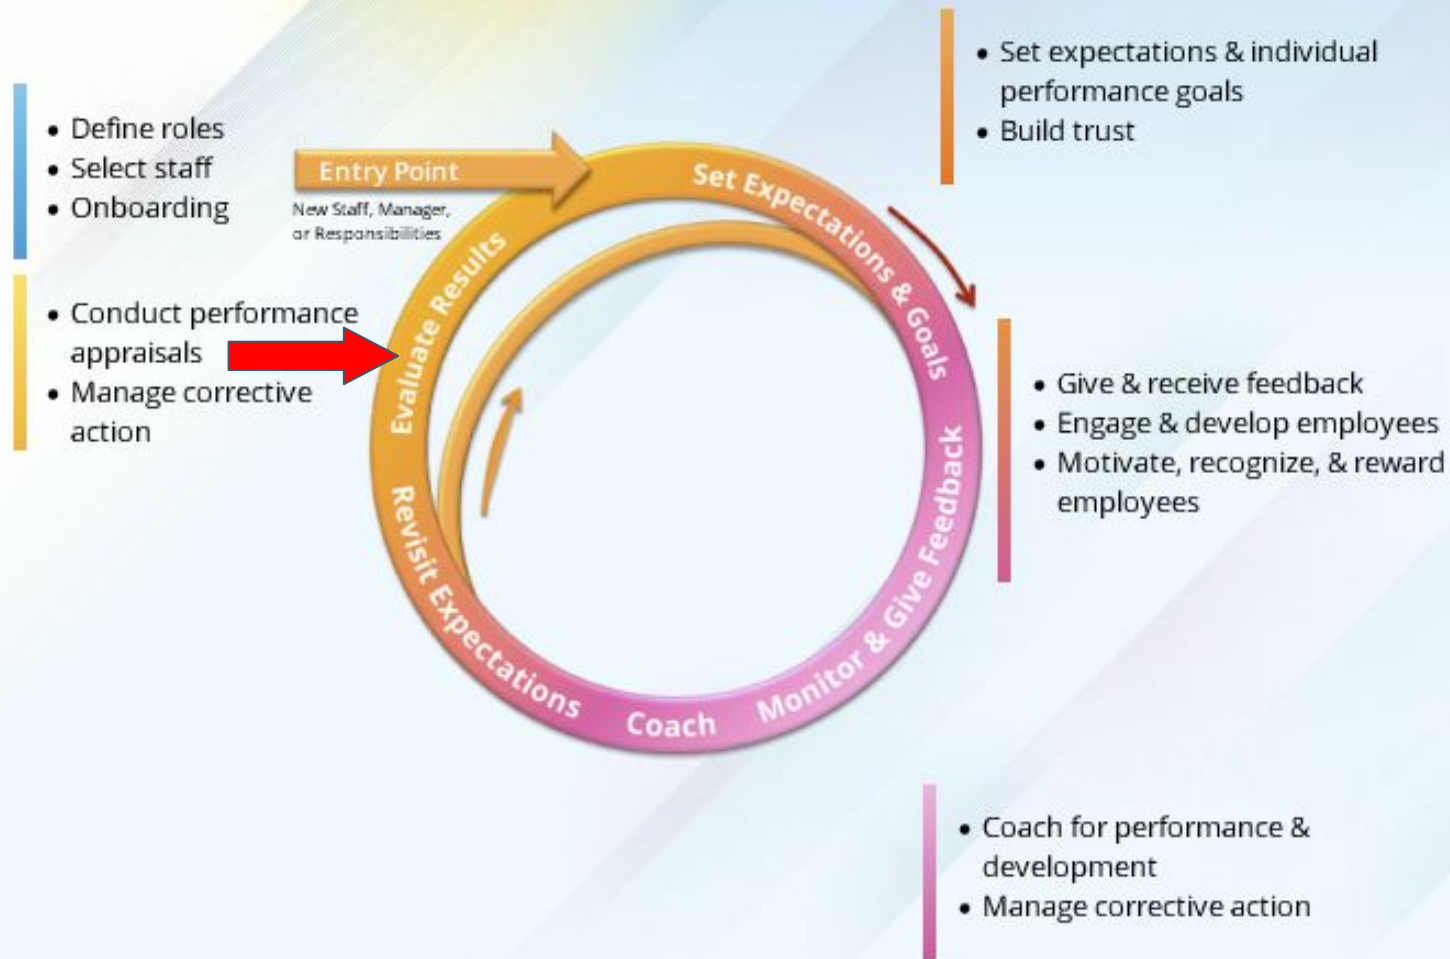 • Define roles
• Select staff
• Onboarding
Entry Point
New Staff, Manager,
or Responsibilities
• Conduct performance
appraisals
• Manage corrective
action
• Set expectations & individual
performance goals
• Build trust
• Give & receive feedback
• Engage & develop employees
• Motivate, recognize, & reward
employees
• Coach for performance &
development
• Manage corrective action
Set Expectations & Goals
Monitor & Give Feedback
Coach
Revisit Expectations
Evaluate Results